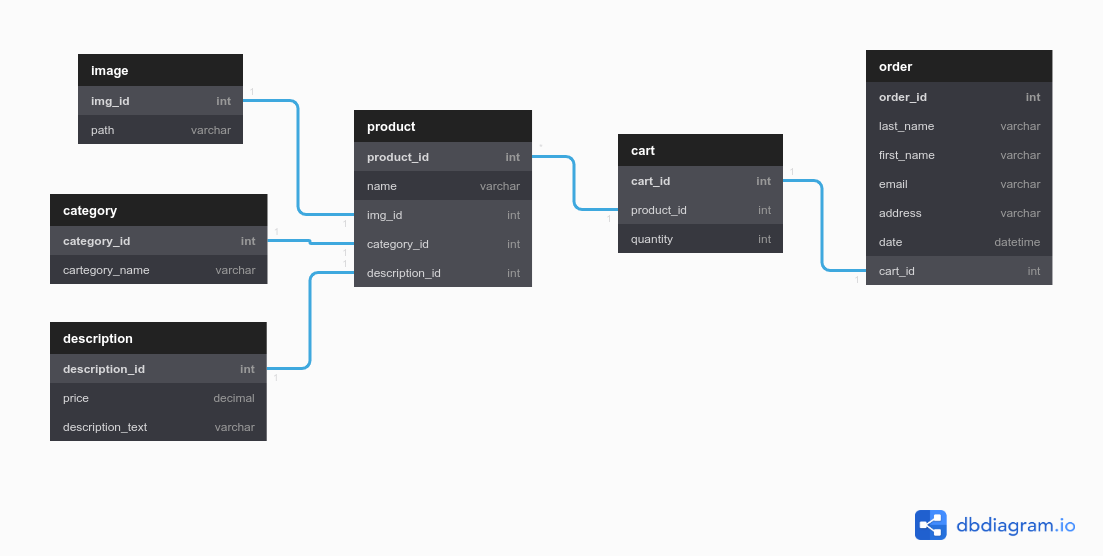 image
1
img_id int
path varchar
category
1
category_id int
cartegory_name varchar
description
description_id int
1
price decimal
description_text varchar
product
product_id int
*
name varchar
img_id int
1
category_id int
1
1
description_id int
cart
1
cart_id int
product_id int
1
quantity int
order
order_id int
last_name varchar
first_name varchar
email varchar
address varchar
date datetime
cart_id int
1
dbdiagram.io